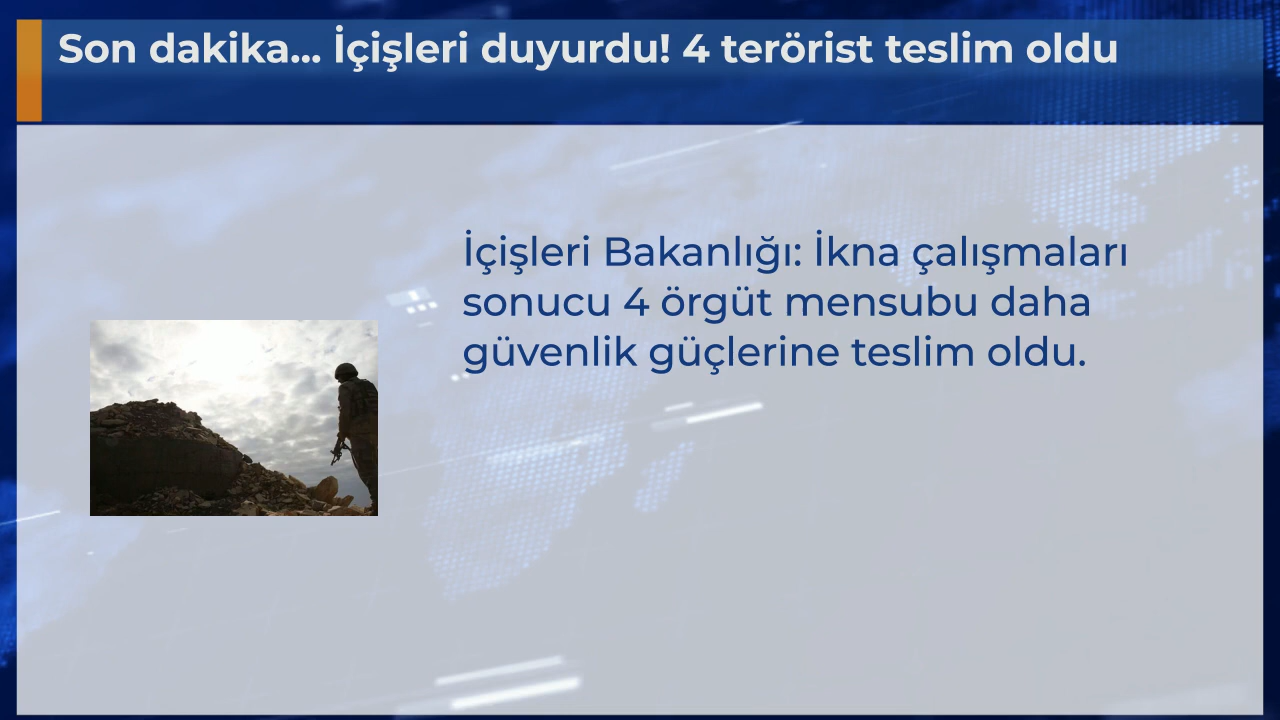 Son dakika... İçişleri duyurdu! 4 terörist teslim oldu
İçişleri Bakanlığı: İkna çalışmaları
sonucu 4 örgüt mensubu daha
güvenlik güçlerine teslim oldu.